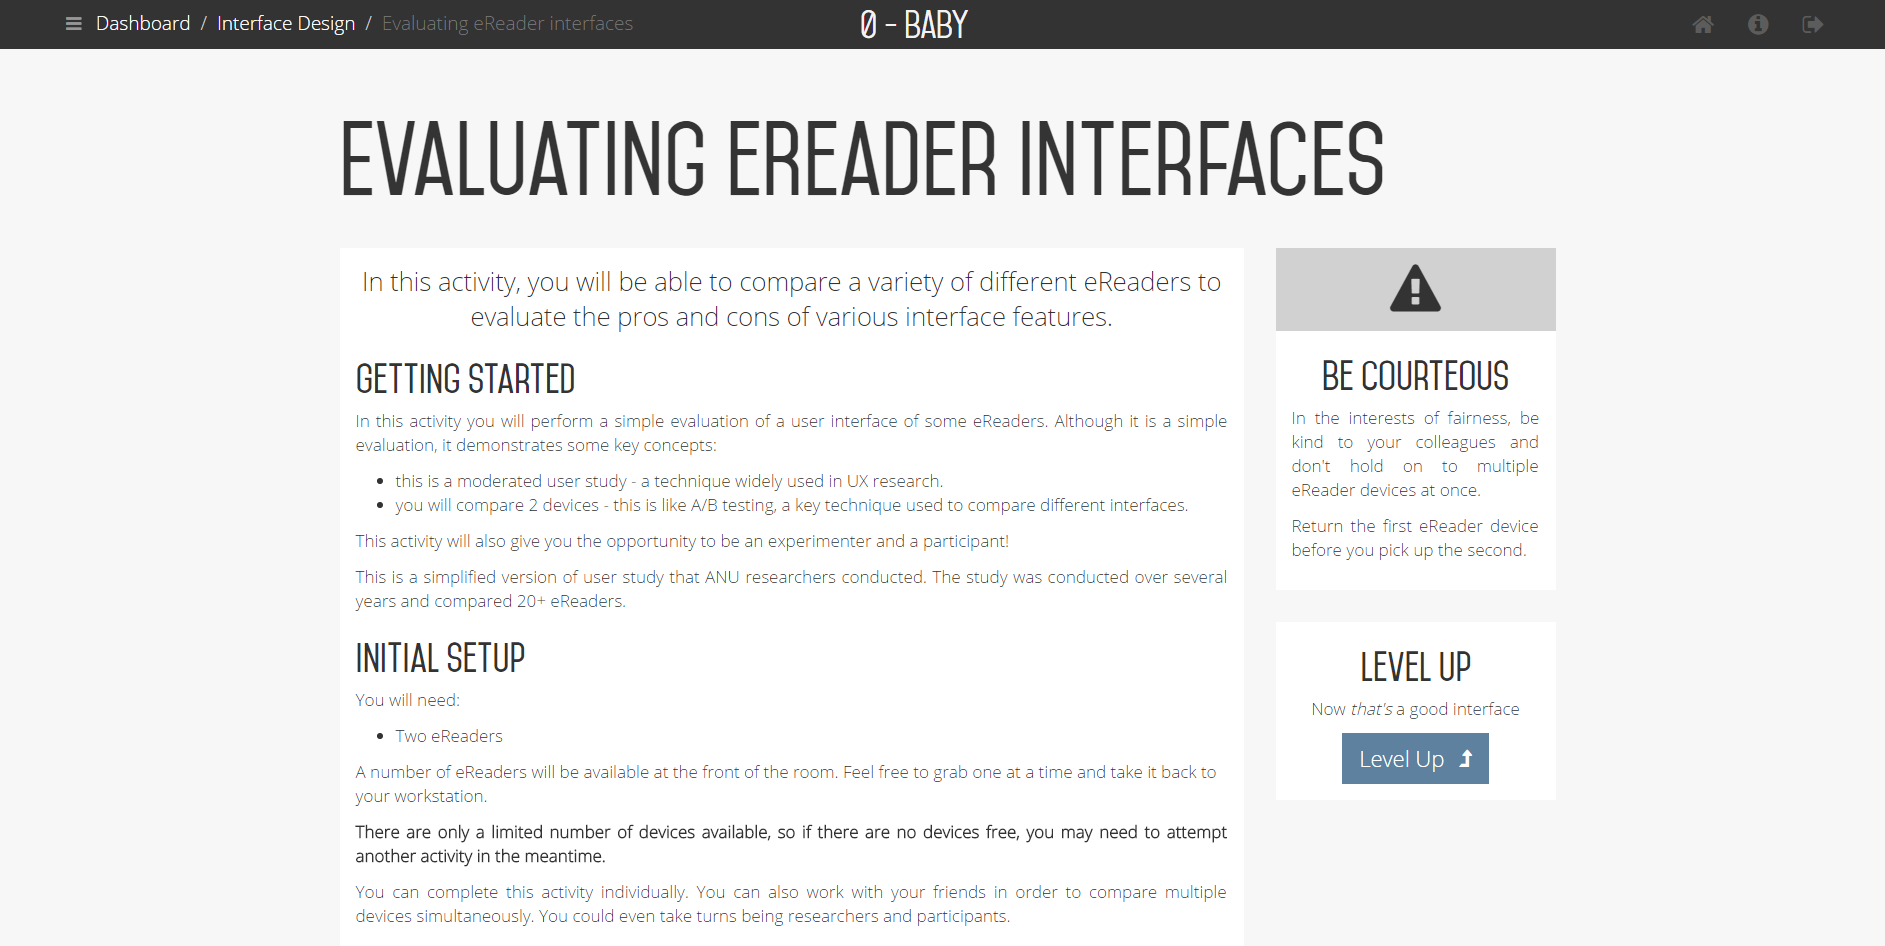 Dashboard / Interface Design / Evaluating eReader interfaces
0 - BABY
EVALUATING EREADER INTERFACES
In this activity, you will be able to compare a variety of different eReaders to
evaluate the pros and cons of various interface features.
GETTING STARTED
In this activity you will perform a simple evaluation of a user interface of some eReaders. Although it is a simple
evaluation, it demonstrates some key concepts:
• this is a moderated user study - a technique widely used in UX research.
• you will compare 2 devices - this is like A/B testing, a key technique used to compare different interfaces.
This activity will also give you the opportunity to be an experimenter and a participant!
This is a simplified version of user study that ANU researchers conducted. The study was conducted over several
years and compared 20+ eReaders.
INITIAL SETUP
You will need:
• Two eReaders
A number of eReaders will be available at the front of the room. Feel free to grab one at a time and take it back to
your workstation.
There are only a limited number of devices available, so if there are no devices free, you may need to attempt
another activity in the meantime.
You can complete this activity individually. You can also work with your friends in order to compare multiple
devices simultaneously. You could even take turns being researchers and participants.
BE COURTEOUS
In the interests of fairness, be
kind to your colleagues and
don't hold on to multiple
eReader devices at once.
Return the first eReader device
before you pick up the second.
LEVEL UP
Now that's a good interface
Level Up